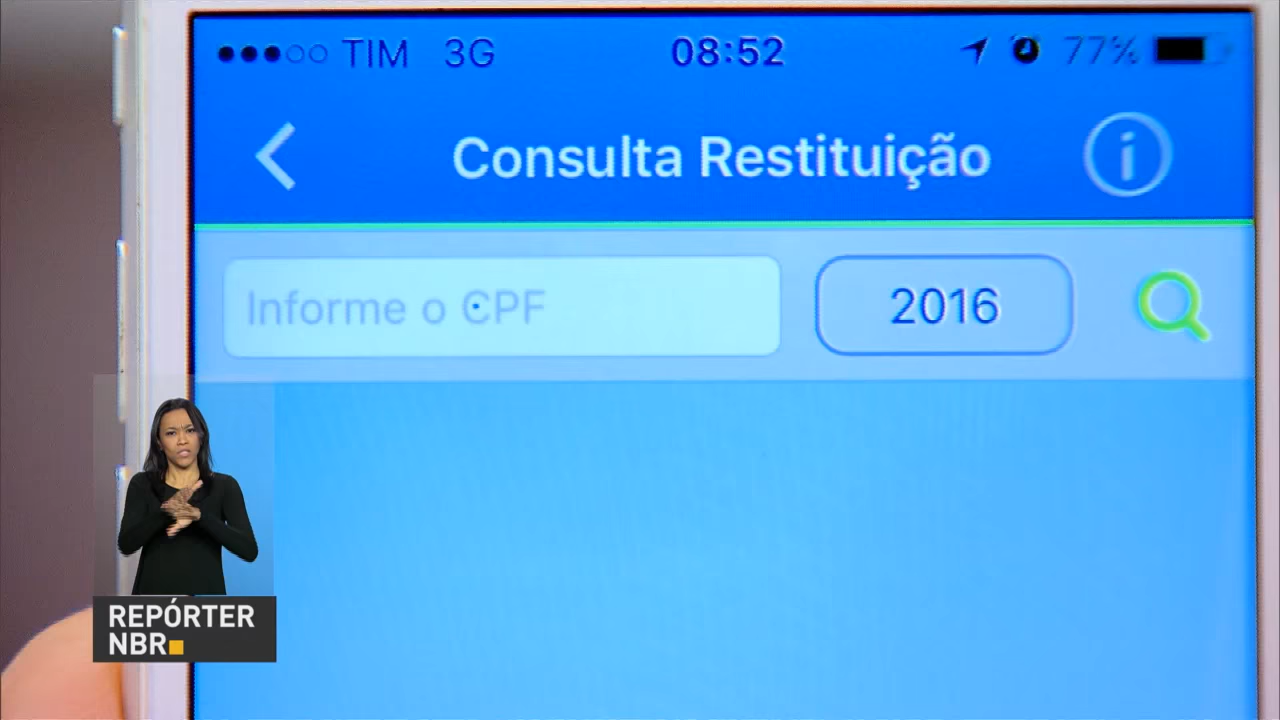 TIM 3G 08:52 77%
Consulta Restituição
Informe o CPF 2016
REPÓRTER
NBR